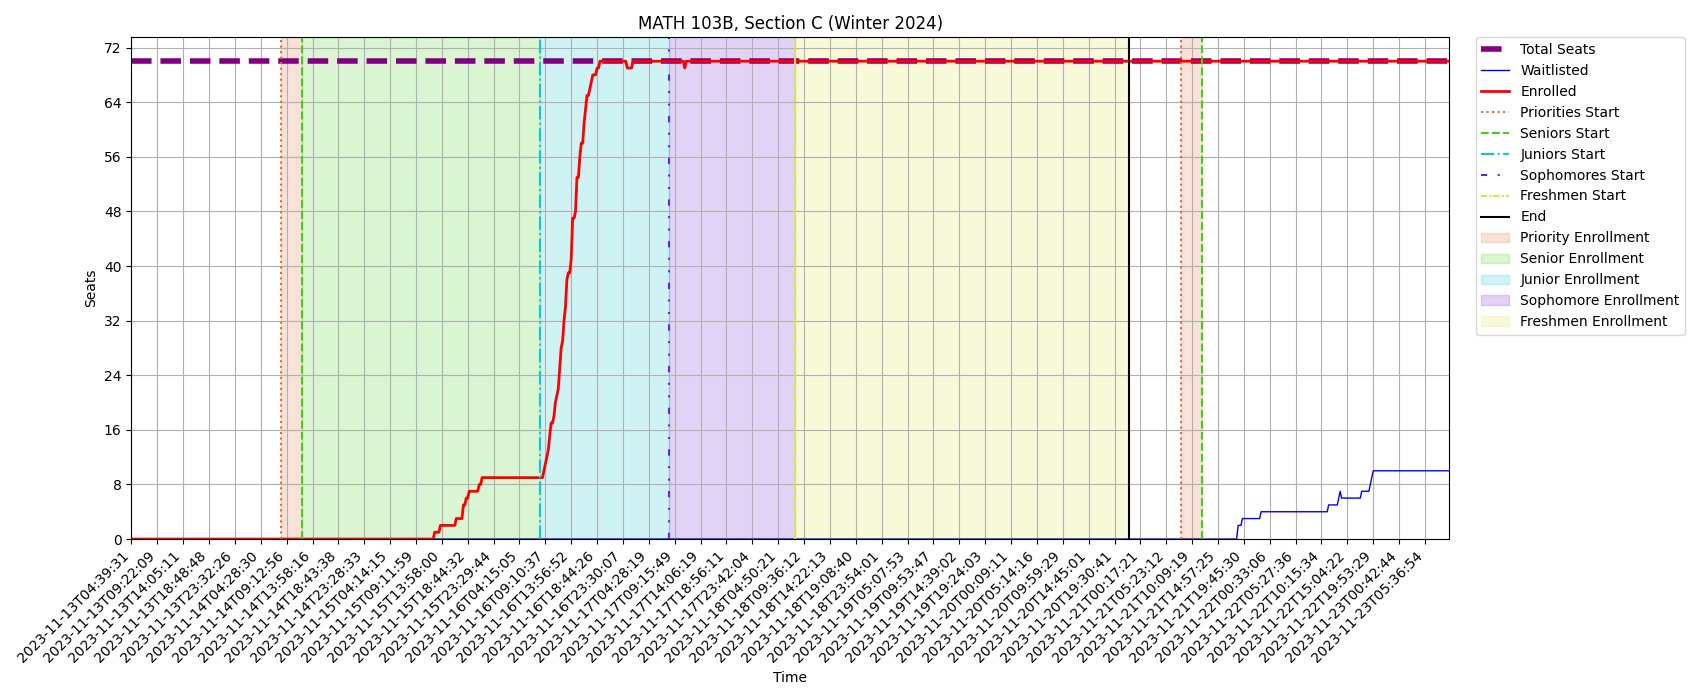 MATH 103B, Section C (Winter 2024)
Seats
72
64
56
48
40
32
24
16
8
0
2023-11-13T04:39:31
2023-11-13T09:22:09
2023-11-13T14:05:11
2023-11-13T18:48:48
2023-11-13T23:32:26
2023-11-14T04:28:30
2023-11-14T09:12:56
2023-11-14T13:58:16
2023-11-14T18:43:38
2023-11-14T23:28:33
2023-11-15T04:14:15
2023-11-15T09:11:59
2023-11-15T13:58:00
2023-11-15T18:44:32
2023-11-15T23:29:44
2023-11-16T04:15:05
2023-11-16T09:10:37
2023-11-16T13:56:52
2023-11-16T18:44:26
2023-11-16T23:30:07
2023-11-17T04:28:19
2023-11-17T09:15:49
2023-11-17T14:06:19
2023-11-17T18:56:11
2023-11-17T23:42:04
2023-11-18T04:50:21
2023-11-18T09:36:12
2023-11-18T14:22:13
2023-11-18T19:08:40
2023-11-18T23:54:01
2023-11-19T05:07:53
2023-11-19T09:53:47
2023-11-19T14:39:02
2023-11-19T19:24:03
2023-11-20T00:09:11
2023-11-20T05:14:16
2023-11-20T09:59:29
2023-11-20T14:45:01
2023-11-20T19:30:41
2023-11-21T00:17:21
2023-11-21T05:23:12
2023-11-21T10:09:19
2023-11-21T14:57:25
2023-11-21T19:45:30
2023-11-22T00:33:06
2023-11-22T05:27:36
2023-11-22T10:15:34
2023-11-22T15:04:22
2023-11-22T19:53:29
2023-11-23T00:42:44
2023-11-23T05:36:54
Time
Total Seats
Waitlisted
Enrolled
Priorities Start
Seniors Start
Juniors Start
Sophomores Start
Freshmen Start
End
Priority Enrollment
Senior Enrollment
Junior Enrollment
Sophomore Enrollment
Freshmen Enrollment